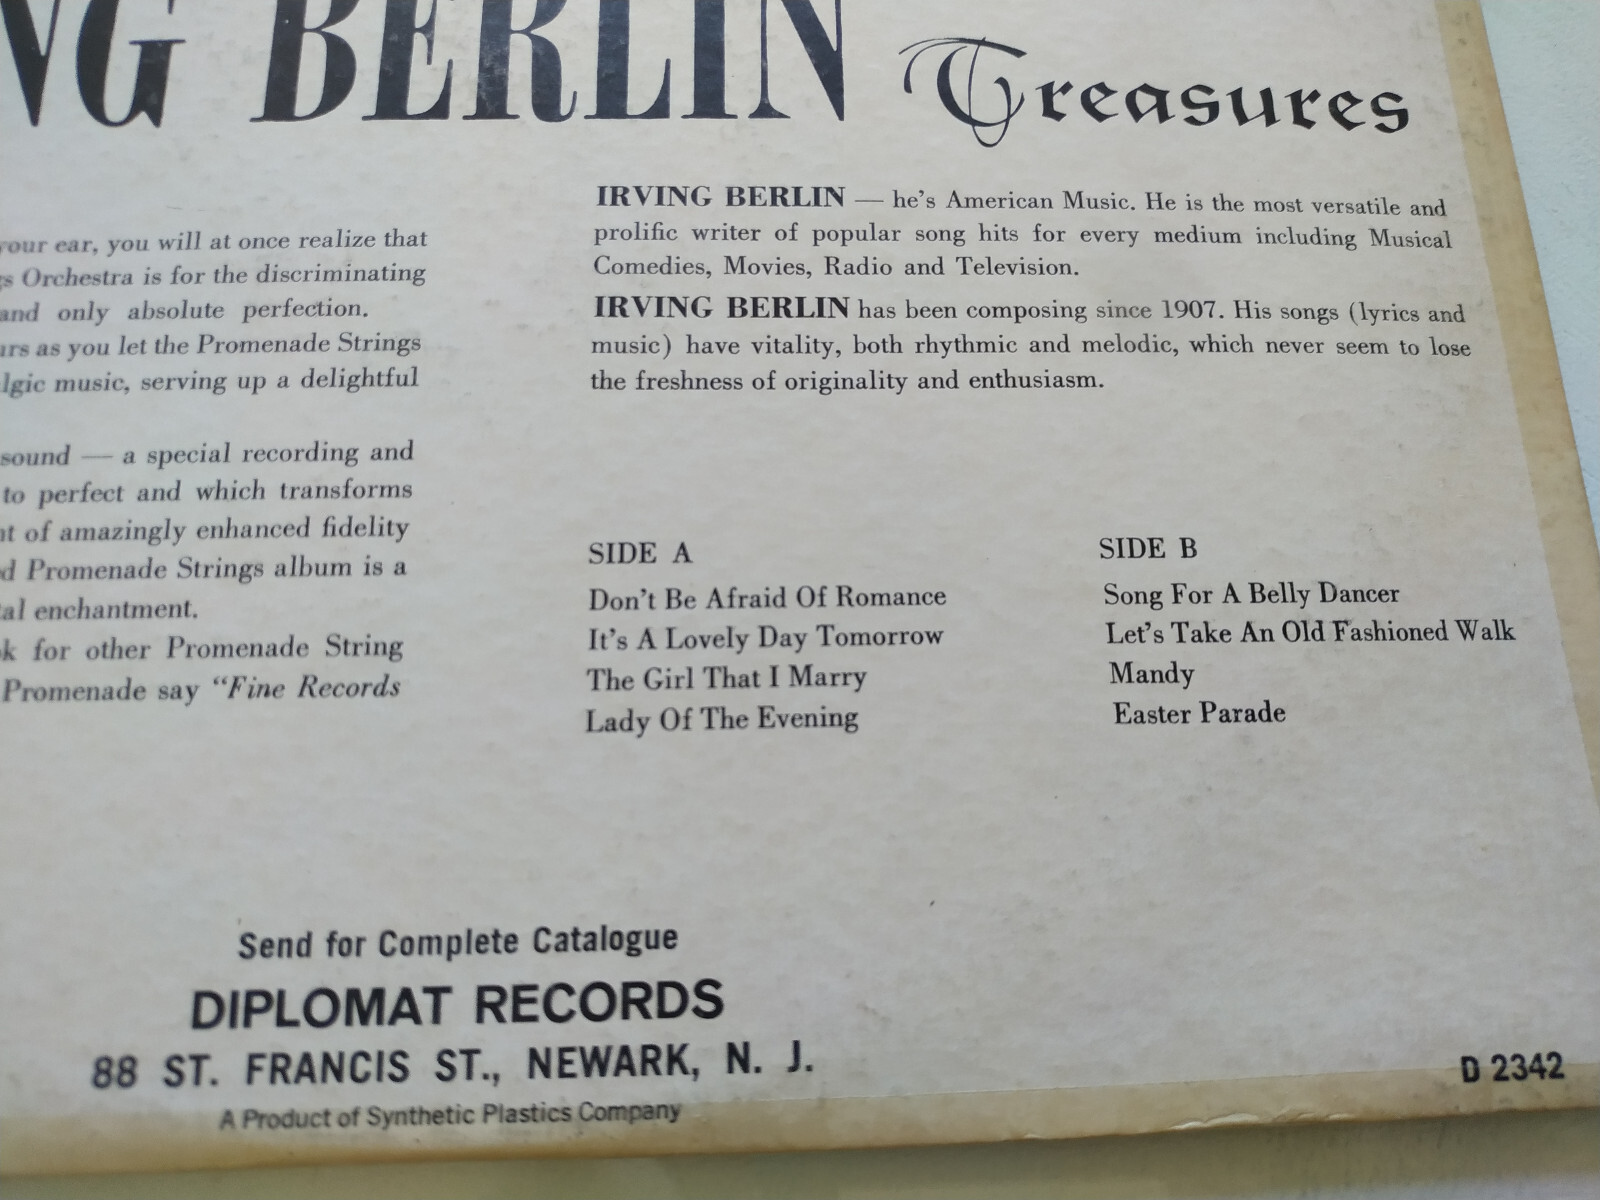 BERLIN Treasures
your ear, you will at once realize that
Orchestra is for the discriminating
and only absolute perfection.
as you let the Promenade Strings
music, serving up a delightful
sound — a special recording and
to perfect and which transforms
of amazingly enhanced fidelity
Promenade Strings album is a
enchantment.
for other Promenade String
Promenade say "Fine Records
IRVING BERLIN — he's American Music. He is the most versatile and
prolific writer of popular song hits for every medium including Musical
Comedies, Movies, Radio and Television.
IRVING BERLIN has been composing since 1907. His songs (lyrics and
music) have vitality, both rhythmic and melodic, which never seem to lose
the freshness of originality and enthusiasm.
SIDE A
Don't Be Afraid Of Romance
It's A Lovely Day Tomorrow
The Girl That I Marry
Lady Of The Evening
SIDE B
Song For A Belly Dancer
Let's Take An Old Fashioned Walk
Mandy
Easter Parade
Send for Complete Catalogue
DIPLOMAT RECORDS
88 ST. FRANCIS ST., NEWARK, N. J.
A Product of Synthetic Plastics Company
D 2342